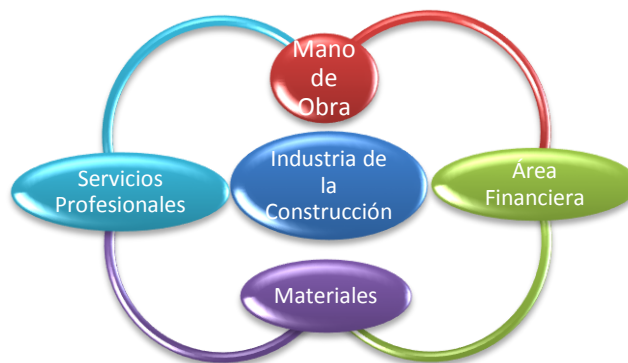 Mano
de
Obra
Servicios
Profesionales
Industria de
la
Construcción
Área
Financiera
Materiales